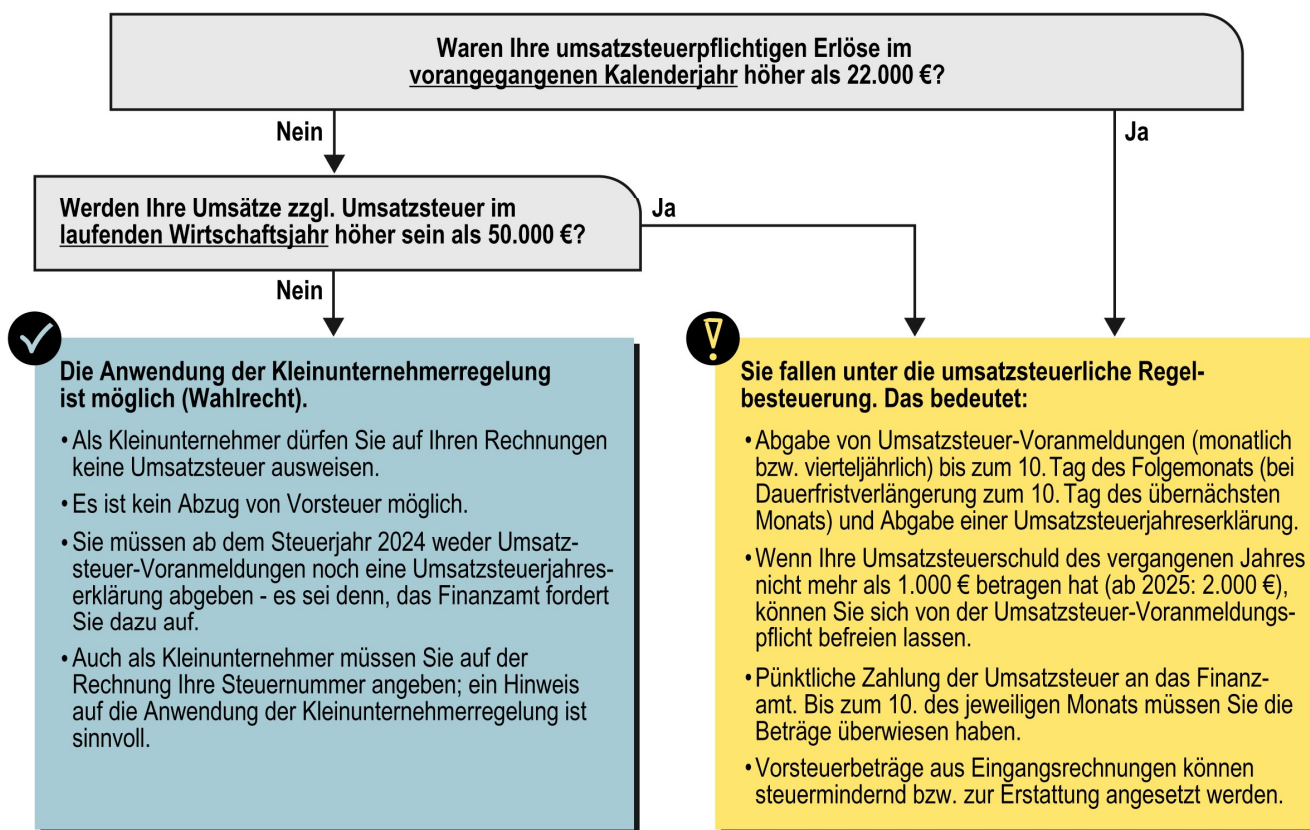 Waren Ihre umsatzsteuerpflichtigen Erlöse im
vorangegangenen Kalenderjahr höher als 22.000 €?
Nein
Ja
Werden Ihre Umsätze zzgl. Umsatzsteuer im
laufenden Wirtschaftsjahr höher sein als 50.000 €?
Ja
Nein
Die Anwendung der Kleinunternehmerregelung
ist möglich (Wahlrecht).
• Als Kleinunternehmer dürfen Sie auf Ihren Rechnungen
keine Umsatzsteuer ausweisen.
• Es ist kein Abzug von Vorsteuer möglich.
• Sie müssen ab dem Steuerjahr 2024 weder Umsatz-
steuer-Voranmeldungen noch eine Umsatzsteuerjahres-
erklärung abgeben - es sei denn, das Finanzamt fordert
Sie dazu auf.
• Auch als Kleinunternehmer müssen Sie auf der
Rechnung Ihre Steuernummer angeben; ein Hinweis
auf die Anwendung der Kleinunternehmerregelung ist
sinnvoll.
Sie fallen unter die umsatzsteuerliche Regel-
besteuerung. Das bedeutet:
• Abgabe von Umsatzsteuer-Voranmeldungen (monatlich
bzw. vierteljährlich) bis zum 10. Tag des Folgemonats (bei
Dauerfristverlängerung zum 10. Tag des übernächsten
Monats) und Abgabe einer Umsatzsteuerjahreserklärung.
• Wenn Ihre Umsatzsteuerschuld des vergangenen Jahres
nicht mehr als 1.000 € betragen hat (ab 2025: 2.000 €),
können Sie sich von der Umsatzsteuer-Voranmeldungs-
pflicht befreien lassen.
• Pünktliche Zahlung der Umsatzsteuer an das Finanz-
amt. Bis zum 10. des jeweiligen Monats müssen Sie die
Beträge überwiesen haben.
• Vorsteuerbeträge aus Eingangsrechnungen können
steuermindernd bzw. zur Erstattung angesetzt werden.